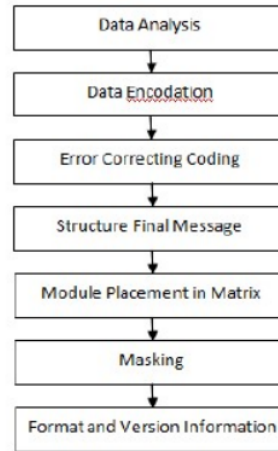 Data Analysis
Data Encodation
Error Correcting Coding
Structure Final Message
Module Placement in Matrix
Masking
Format and Version Information